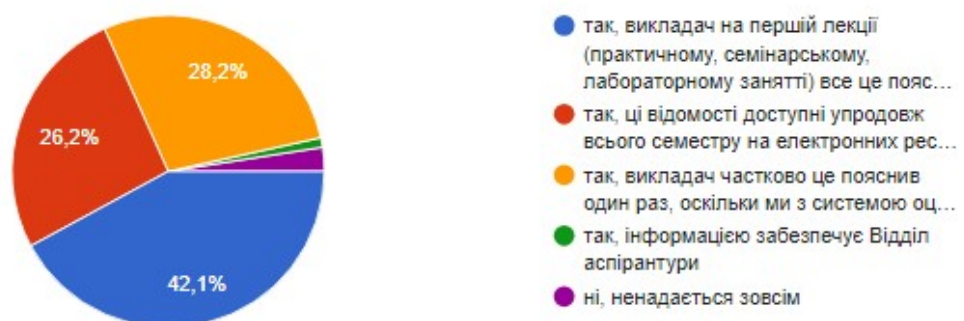 28,2%
26,2%
42,1%
так, викладач на першій лекції
(практичному, семінарському,
лабораторному занятті) все це пояс…
так, ці відомості доступні упродовж
всього семестру на електронних рес…
так, викладач частково це пояснив
один раз, оскільки ми з системою оц…
так, інформацією забезпечує Відділ
аспірантури
ні, ненадається зовсім